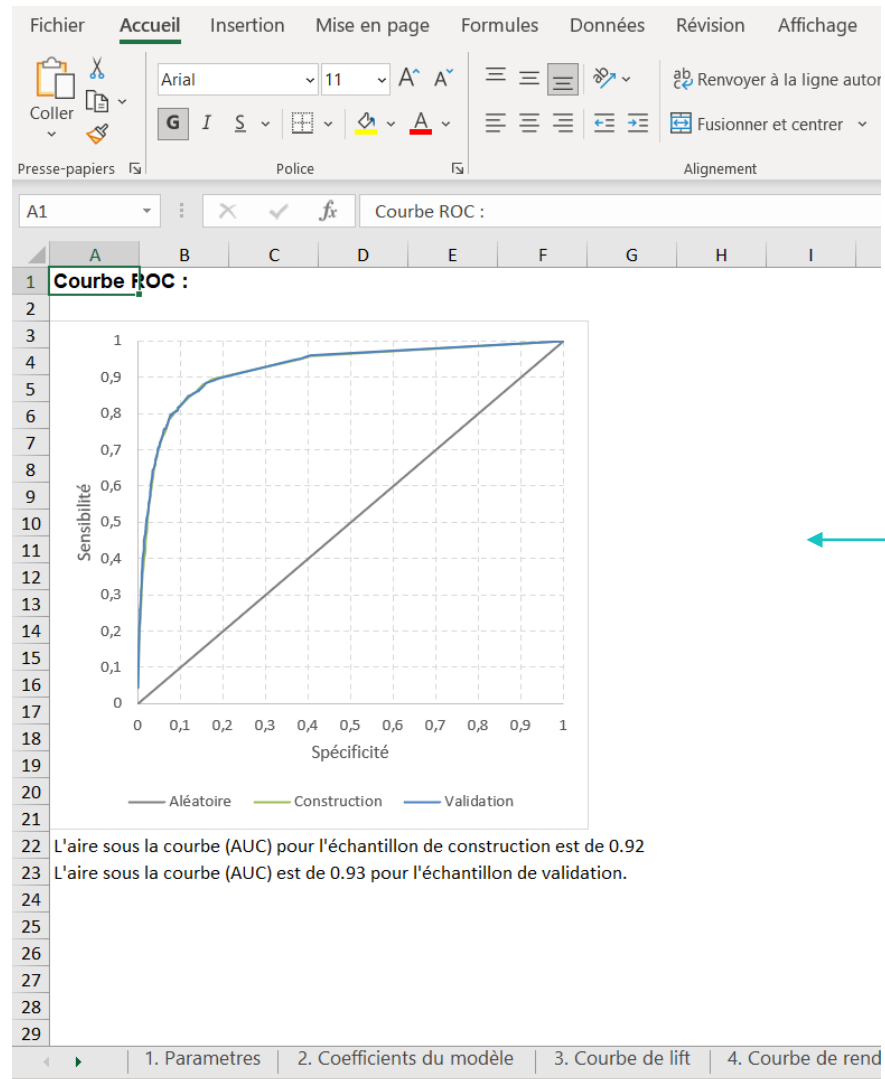 Fichier Accueil Insertion Mise en page Formules Données Révision Affichage
Arial 11 A A ab Renvoyer à la ligne autor
Coller
G I S A Fusionner et centrer
Presse-papiers Police Alignement
A1 fx Courbe ROC :
A B C D E F G H I
1 Courbe ROC :
2
3
4
5
6
7
8
9
10
11
12
13
14
15
16
17
18
19
20
21
1
0,9
0,8
0,7
0,6
0,5
0,4
0,3
0,2
0,1
0
Sensibilité
0 0,1 0,2 0,3 0,4 0,5 0,6 0,7 0,8 0,9 1
Spécificité
Aléatoire Construction Validation
22 L'aire sous la courbe (AUC) pour l'échantillon de construction est de 0.92
23 L'aire sous la courbe (AUC) est de 0.93 pour l'échantillon de validation.
24
25
26
27
28
29
1. Parametres 2. Coefficients du modèle 3. Courbe de lift 4. Courbe de rend